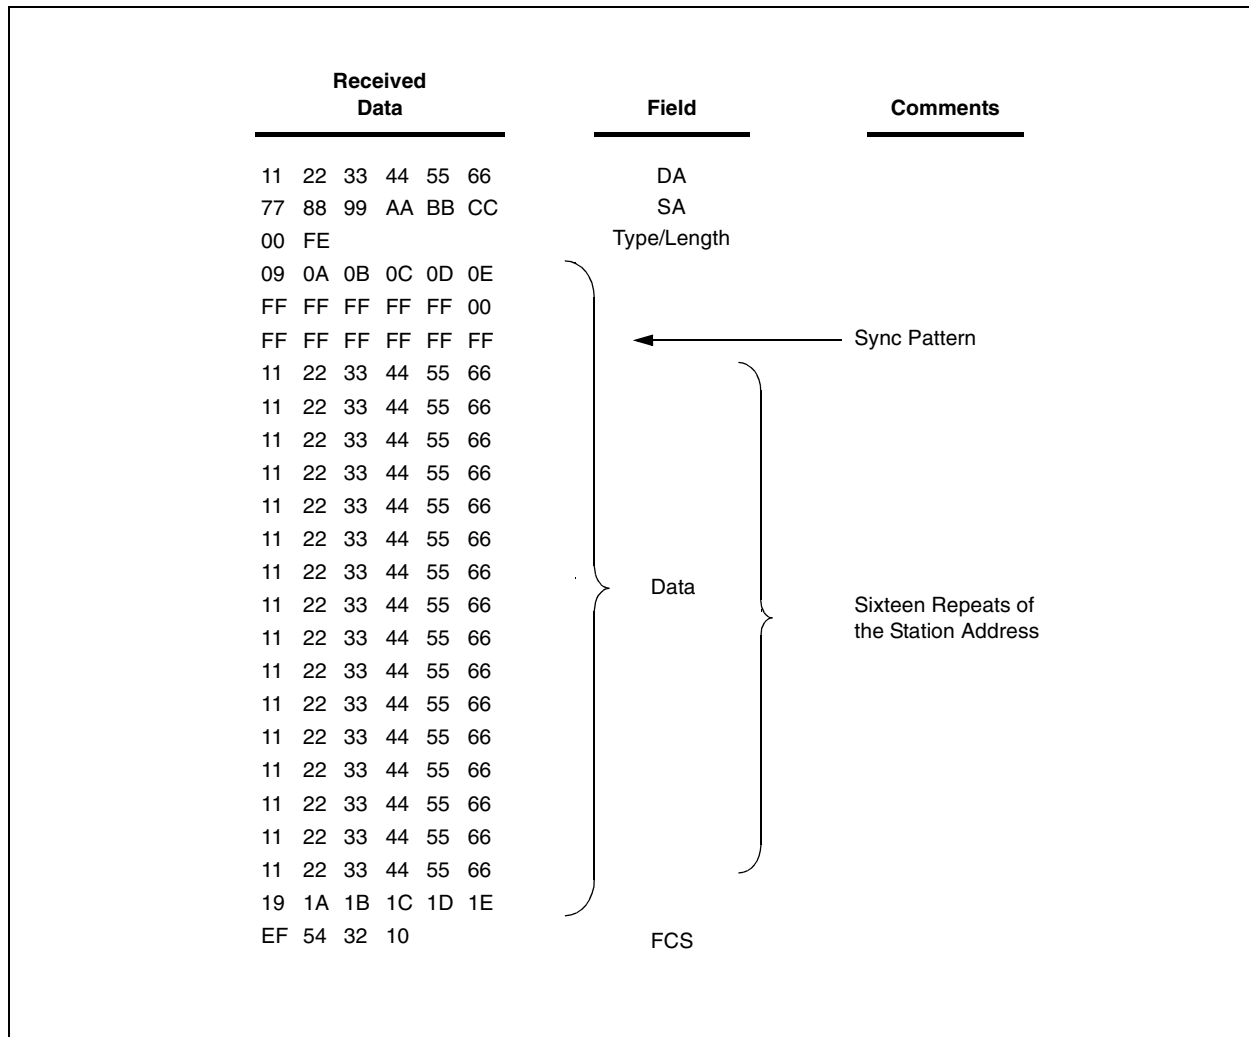 Received
Data Field Comments
11 22 33 44 55 66 DA
77 88 99 AA BB CC SA
00 FE Type/Length
09 0A 0B 0C 0D 0E
FF FF FF FF FF 00
FF FF FF FF FF FF Sync Pattern
11 22 33 44 55 66
11 22 33 44 55 66
11 22 33 44 55 66
11 22 33 44 55 66
11 22 33 44 55 66
11 22 33 44 55 66
11 22 33 44 55 66 Data
11 22 33 44 55 66 Sixteen Repeats of
11 22 33 44 55 66 the Station Address
11 22 33 44 55 66
11 22 33 44 55 66
11 22 33 44 55 66
11 22 33 44 55 66
11 22 33 44 55 66
11 22 33 44 55 66
11 22 33 44 55 66
19 1A 1B 1C 1D 1E
EF 54 32 10 FCS